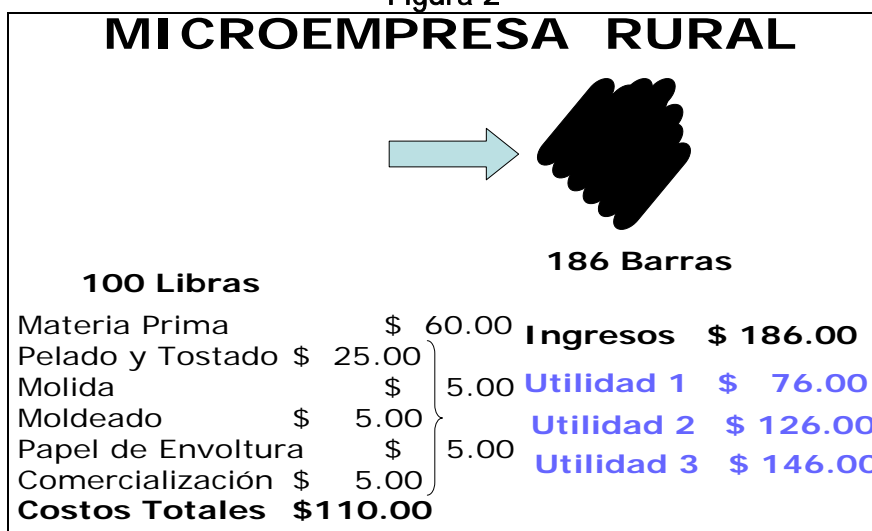 Figura 2
MICROEMPRESA RURAL
186 Barras
100 Libras
Materia Prima $ 60.00
Pelado y Tostado $ 25.00
Molida $ 5.00
Moldeado $ 5.00
Papel de Envoltura $ 5.00
Comercialización $ 5.00
Costos Totales $110.00
Ingresos $ 186.00
Utilidad 1 $ 76.00
Utilidad 2 $ 126.00
Utilidad 3 $ 146.00